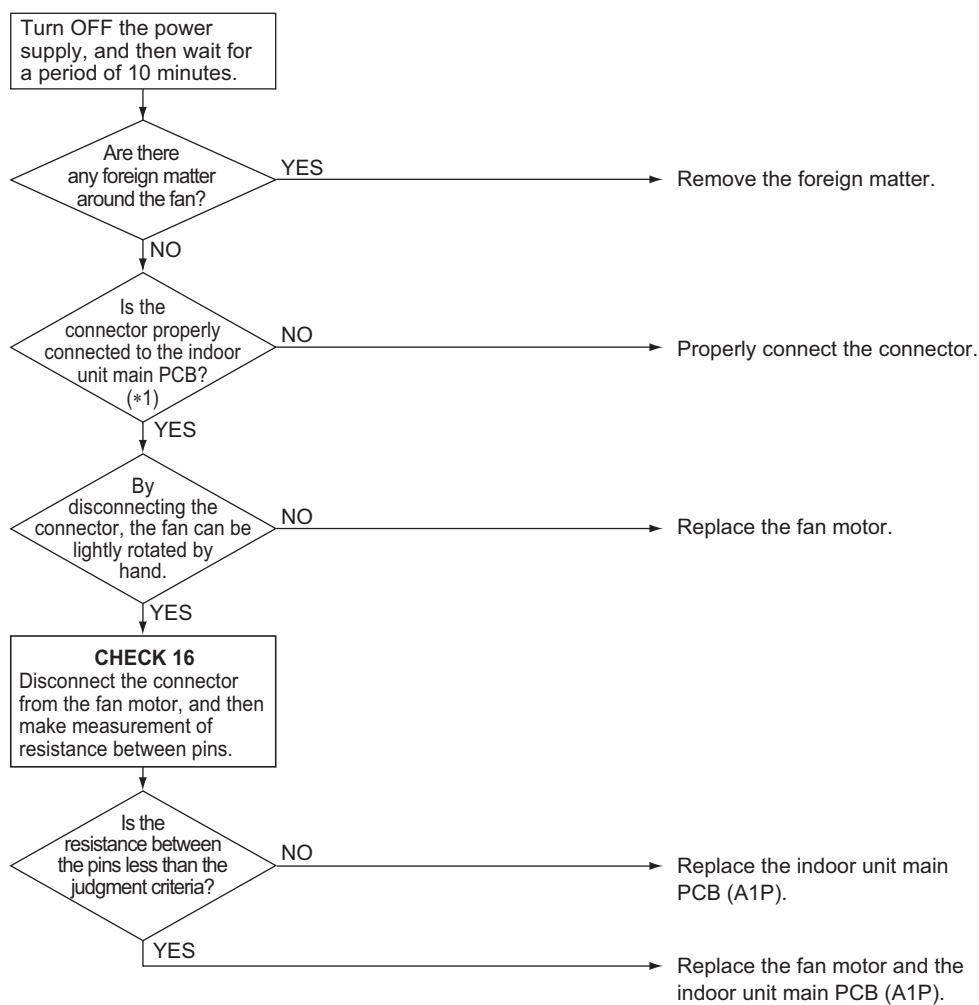 Turn OFF the power
supply, and then wait for
a period of 10 minutes.
Are there
any foreign matter
around the fan?
YES
Remove the foreign matter.
NO
Is the
connector properly
connected to the indoor
unit main PCB?
(*1)
NO
Properly connect the connector.
YES
By
disconnecting the
connector, the fan can be
lightly rotated by
hand.
NO
Replace the fan motor.
YES
CHECK 16
Disconnect the connector
from the fan motor, and then
make measurement of
resistance between pins.
Is the
resistance between
the pins less than the
judgment criteria?
NO
Replace the indoor unit main
PCB (A1P).
YES
Replace the fan motor and the
indoor unit main PCB (A1P).